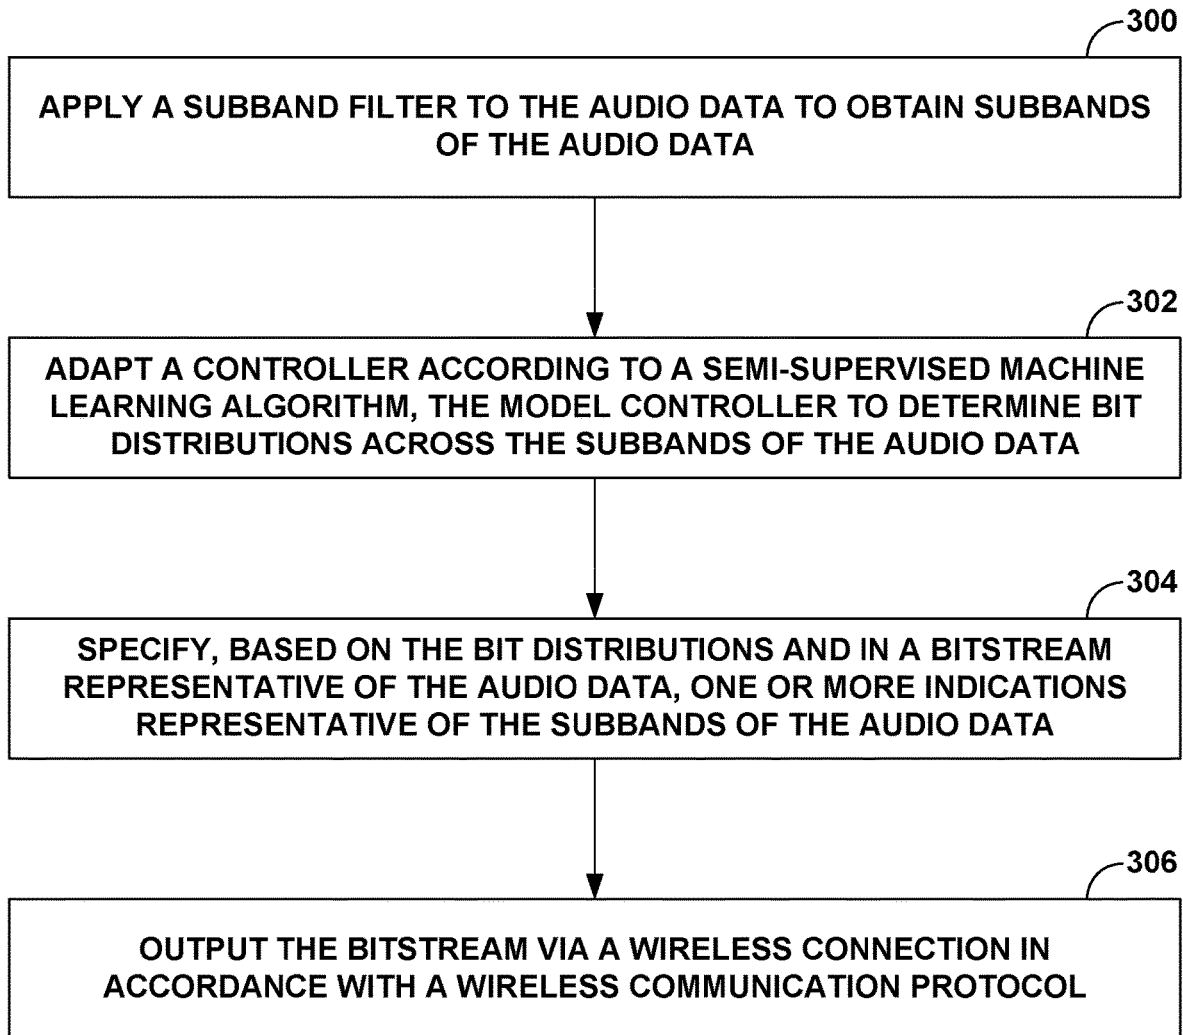 300
APPLY A SUBBAND FILTER TO THE AUDIO DATA TO OBTAIN SUBBANDS
OF THE AUDIO DATA
302
ADAPT A CONTROLLER ACCORDING TO A SEMI-SUPERVISED MACHINE
LEARNING ALGORITHM, THE MODEL CONTROLLER TO DETERMINE BIT
DISTRIBUTIONS ACROSS THE SUBBANDS OF THE AUDIO DATA
304
SPECIFY, BASED ON THE BIT DISTRIBUTIONS AND IN A BITSTREAM
REPRESENTATIVE OF THE AUDIO DATA, ONE OR MORE INDICATIONS
REPRESENTATIVE OF THE SUBBANDS OF THE AUDIO DATA
306
OUTPUT THE BITSTREAM VIA A WIRELESS CONNECTION IN
ACCORDANCE WITH A WIRELESS COMMUNICATION PROTOCOL